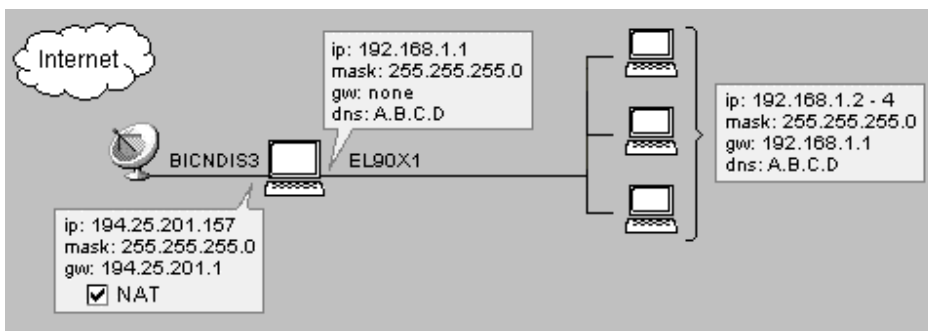 Internet
ip: 192.168.1.1
mask: 255.255.255.0
gw: none
dns: A.B.C.D
BICNDIS3
EL90X1
ip: 192.168.1.2 - 4
mask: 255.255.255.0
gw: 192.168.1.1
dns: A.B.C.D
ip: 194.25.201.157
mask: 255.255.255.0
gw: 194.25.201.1
NAT